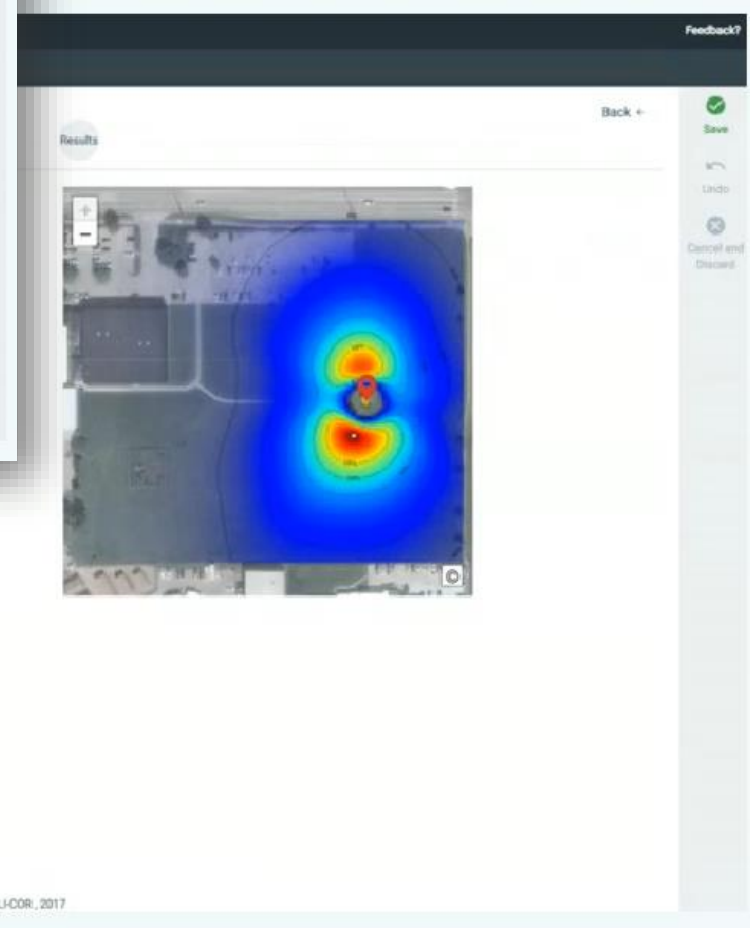 Feedback?
Back ←
Save
Results
Undo
Cancel and
Discard
+
-
©
LI-COR, 2017